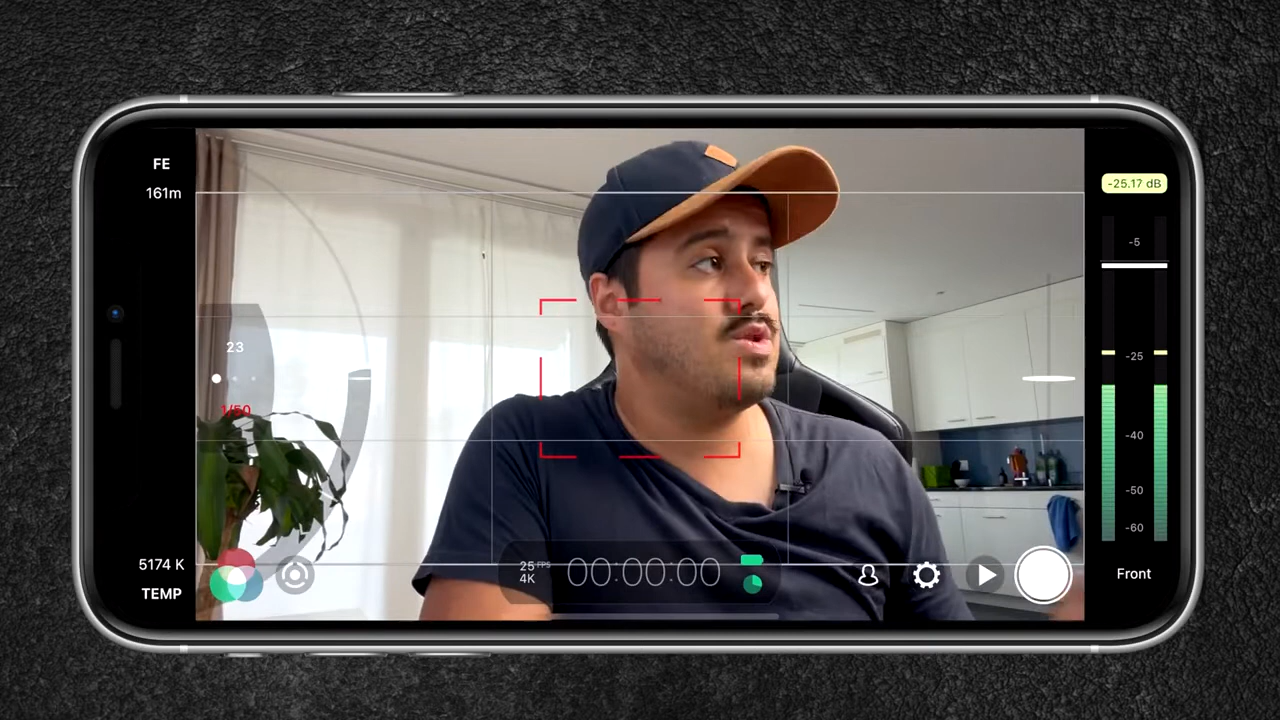 FE
161m
-25.17 dB
-5
23
-25
1/50
-40
-50
-60
5174 K
TEMP
25 FPS
4K
00:00:00
Front